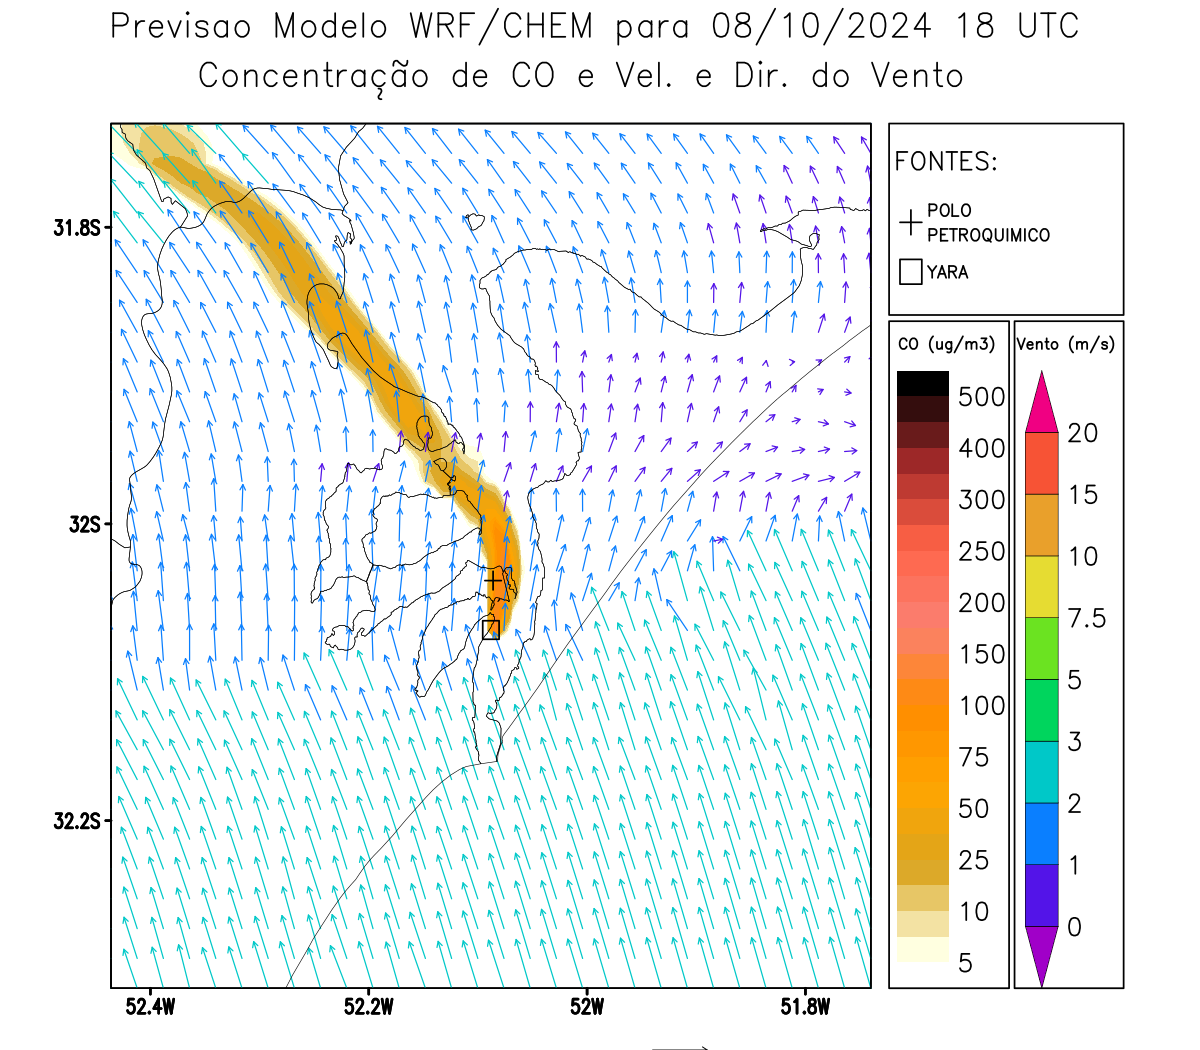 Previsao Modelo WRF/CHEM para 08/10/2024 18 UTC
Concentração de CO e Vel. e Dir. do Vento
FONTES:
POLO
PETROQUIMICO
YARA
CO (ug/m3)
500
400
300
250
200
150
100
75
50
25
10
5
Vento (m/s)
20
15
10
7.5
5
3
2
1
0
31.8S
32S
32.2S
52.4W 52.2W 52W 51.8W